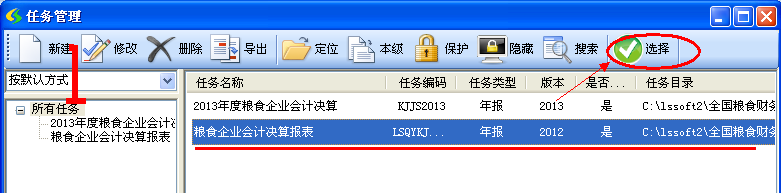 任务管理
新建 修改 删除 导出 定位 本级 保护 隐藏 搜索 选择
按默认方式
所有任务
2013年度粮食企业会计决
粮食企业会计决算报表
任务名称 任务编码 任务类型 版本 是否... 任务目录
2013年度粮食企业会计决算 KJJS2013 年报 2013 是 C:\lssoft2\全国粮食财务
粮食企业会计决算报表 LSQYKJ... 年报 2012 是 C:\lssoft2\全国粮食财务